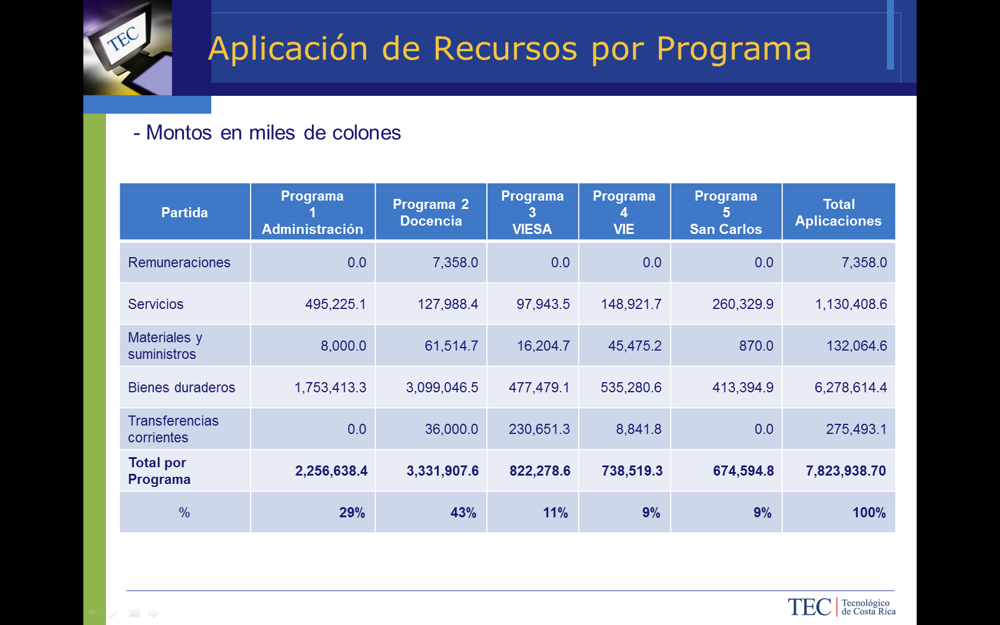 TEC
Aplicación de Recursos por Programa
- Montos en miles de colones
Partida
Programa
1
Administración
Programa 2
Docencia
Programa
3
VIESA
Programa
4
VIE
Programa
5
San Carlos
Total
Aplicaciones
Remuneraciones 0.0 7,358.0 0.0 0.0 0.0 7,358.0
Servicios 495,225.1 127,988.4 97,943.5 148,921.7 260,329.9 1,130,408.6
Materiales y
suministros 8,000.0 61,514.7 16,204.7 45,475.2 870.0 132,064.6
Bienes duraderos 1,753,413.3 3,099,046.5 477,479.1 535,280.6 413,394.9 6,278,614.4
Transferencias
corrientes 0.0 36,000.0 230,651.3 8,841.8 0.0 275,493.1
Total por
Programa 2,256,638.4 3,331,907.6 822,278.6 738,519.3 674,594.8 7,823,938.70
% 29% 43% 11% 9% 9% 100%
TEC
Tecnológico
de Costa Rica